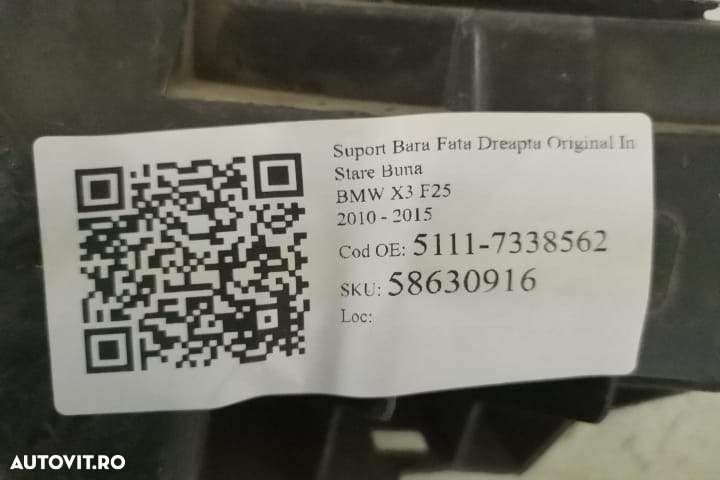 Suport Bara Fata Dreapta Original In
Stare Buna
BMW X3 F25
2010 - 2015
Cod OE: 5111-7338562
SKU: 58630916
Loc:
AUTOVIT.RO